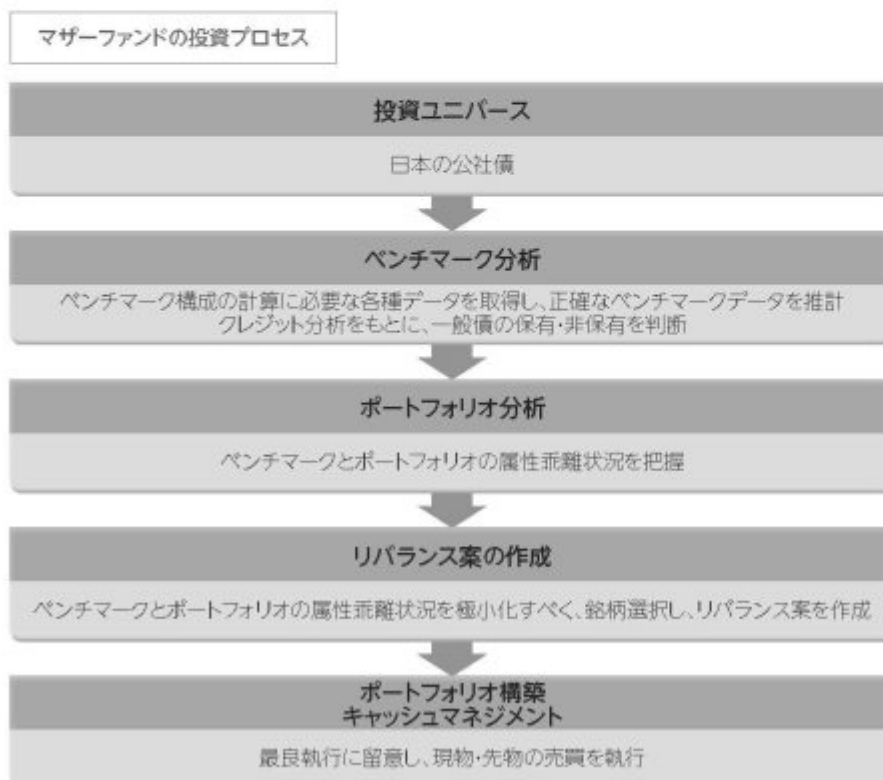 マザーファンドの投資プロセス
投資ユニバース
日本の公社債
ベンチマーク分析
ベンチマーク構成の計算に必要な各種データを取得し、正確なベンチマークデータを推計
クレジット分析をもとに、一般債の保有・非保有を判断
ポートフォリオ分析
ベンチマークとポートフォリオの属性乖離状況を把握
リバランス案の作成
ベンチマークとポートフォリオの属性乖離状況を極小化すべく、銘柄選択し、リバランス案を作成
ポートフォリオ構築
キャッシュマネジメント
最良執行に留意し、現物・先物の売買を執行